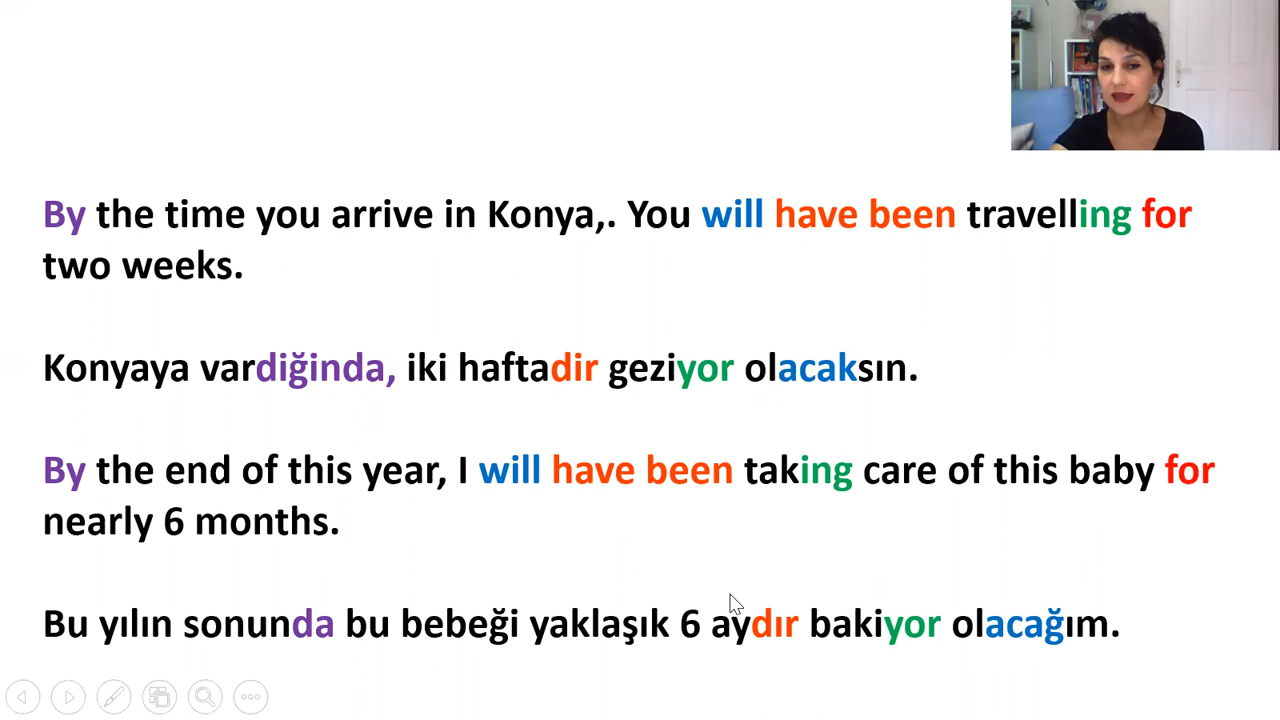 By the time you arrive in Konya,. You will have been travelling for
two weeks.
Konyaya vardiğinda, iki haftadir geziyor olacaksın.
By the end of this year, I will have been taking care of this baby for
nearly 6 months.
Bu yılın sonunda bu bebeği yaklaşık 6 aydır bakiyor olacağım.